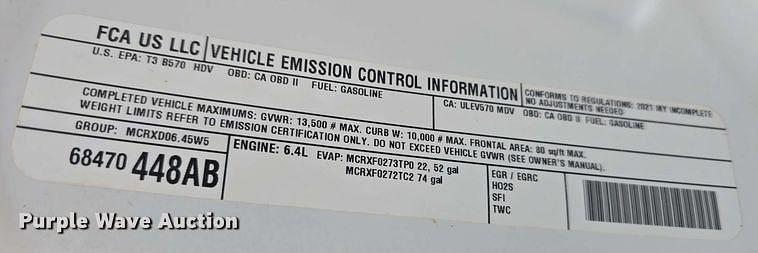 FCA US LLC VEHICLE EMISSION CONTROL INFORMATION CONFORMS TO REGULATIONS: 2021 MY INCOMPLETE
NO ADJUSTMENTS NEEDED.
U.S. EPA: T3 B570 HDV OBD: CA OBD II FUEL: GASOLINE CA: ULEV570 MDV OBD: CA OBD II FUEL: GASOLINE
COMPLETED VEHICLE MAXIMUMS: GVWR: 13,500 # MAX. CURB W: 10,000 # MAX. FRONTAL AREA: 80 sq/ft MAX.
WEIGHT LIMITS REFER TO EMISSION CERTIFICATION ONLY. DO NOT EXCEED VEHICLE GVWR (SEE OWNER'S MANUAL).
GROUP: MCRXD06.45W5
68470 448AB
ENGINE: 6.4L EVAP: MCRXF0273TP0 22, 52 gal
MCRXF0272TC2 74 gal
EGR / EGRC
HO2S
SFI
TWC
Purple Wave Auction